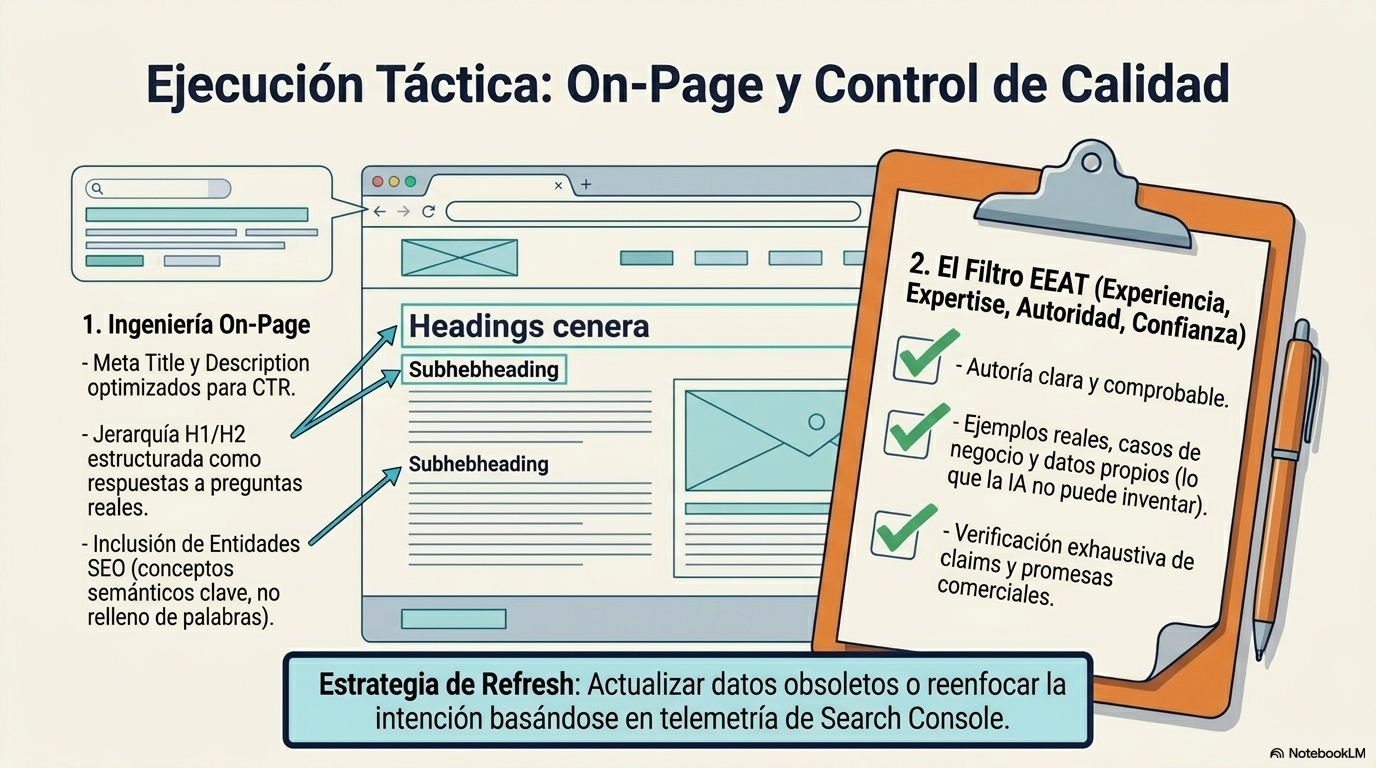 Ejecución Táctica: On-Page y Control de Calidad
1. Ingeniería On-Page
- Meta Title y Description
optimizados para CTR.
- Jerarquía H1/H2
estructurada como
respuestas a preguntas
reales.
- Inclusión de Entidades
SEO (conceptos
semánticos clave, no
relleno de palabras).
Headings cenera
Subhebheading
Subhebheading
2. El Filtro EEAT (Experiencia,
Expertise, Autoridad, Confianza)
- Autoría clara y comprobable.
- Ejemplos reales, casos de
negocio y datos propios (lo
que la IA no puede inventar).
- Verificación exhaustiva de
claims y promesas
comerciales.
Estrategia de Refresh: Actualizar datos obsoletos o reenfocar la
intención basándose en telemetría de Search Console.
NotebookLM